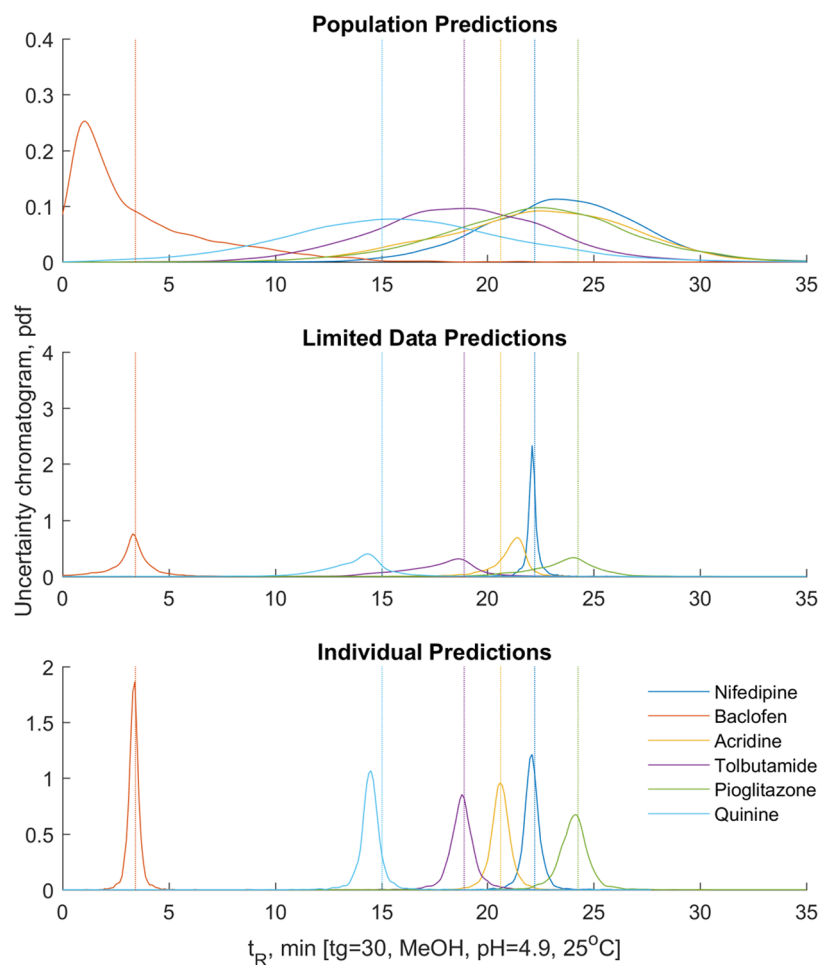 Population Predictions
0.4
0.3
0.2
0.1
0
0 5 10 15 20 25 30 35
Limited Data Predictions
4
3
2
1
0
0 5 10 15 20 25 30 35
Uncertainty chromatogram, pdf
Individual Predictions
2
1.5
1
0.5
0
Nifedipine
Baclofen
Acridine
Tolbutamide
Pioglitazone
Quinine
0 5 10 15 20 25 30 35
t_R, min [tg=30, MeOH, pH=4.9, 25°C]